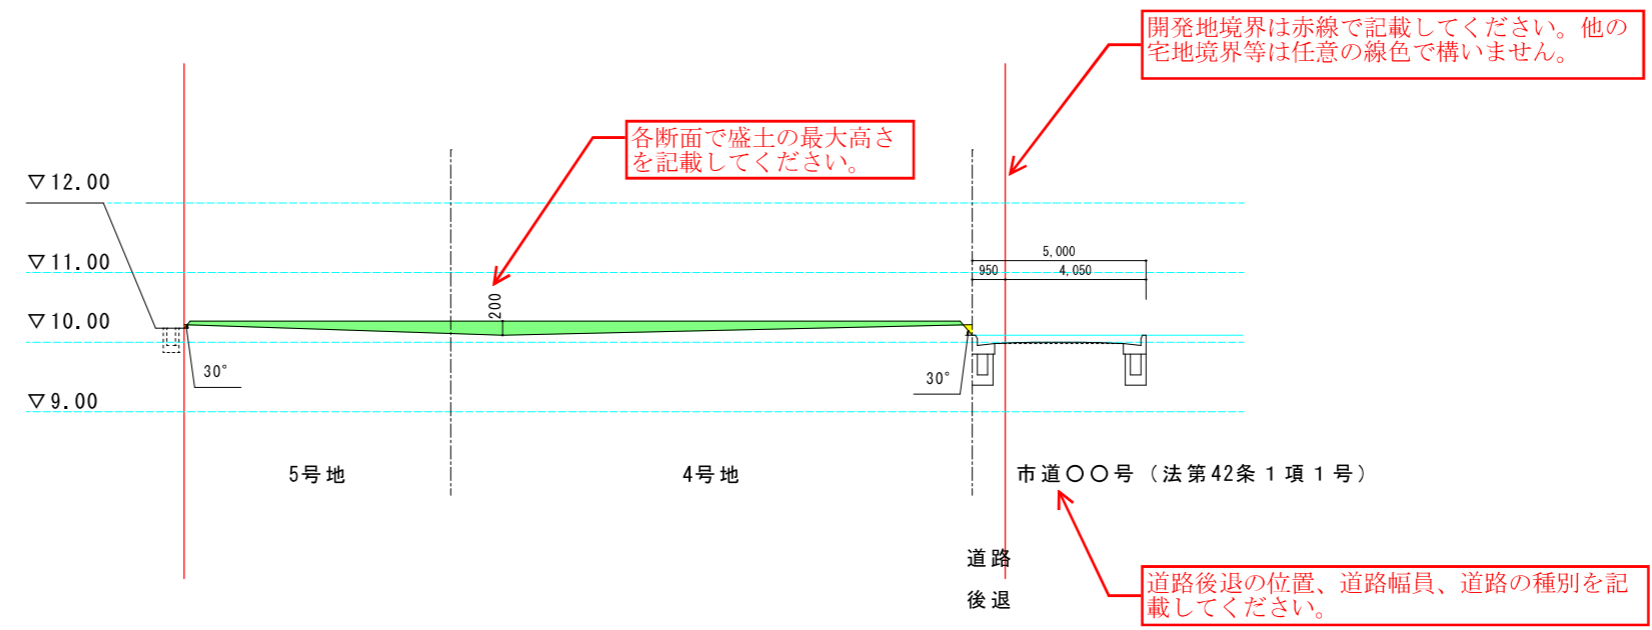 開発地境界は赤線で記載してください。他の
宅地境界等は任意の線色で構いません。
各断面で盛土の最大高さ
を記載してください。
▽12.00
▽11.00
5,000
950
4,050
200
▽10.00
30°
30°
▽9.00
5号地
4号地
市道〇〇号（法第42条１項１号）
道路
後退
道路後退の位置、道路幅員、道路の種別を記
載してください。